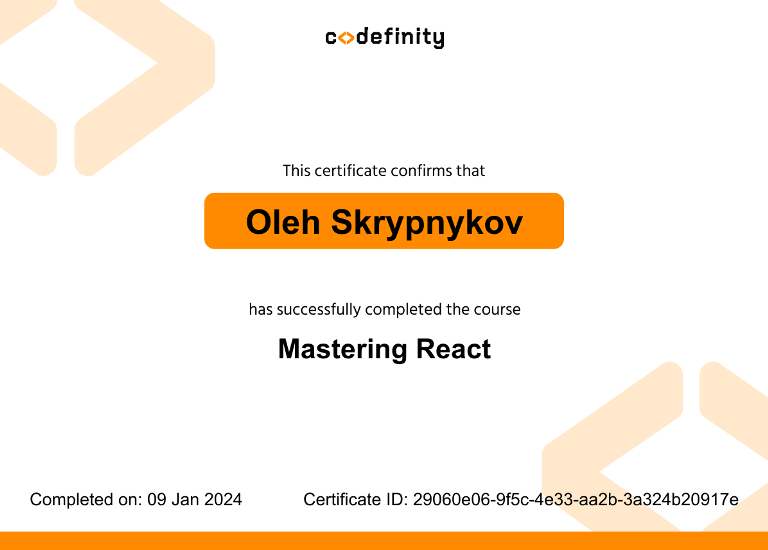 c<>definity
This certificate confirms that
Oleh Skrypnykov
has successfully completed the course
Mastering React
Completed on: 09 Jan 2024
Certificate ID: 29060e06-9f5c-4e33-aa2b-3a324b20917e